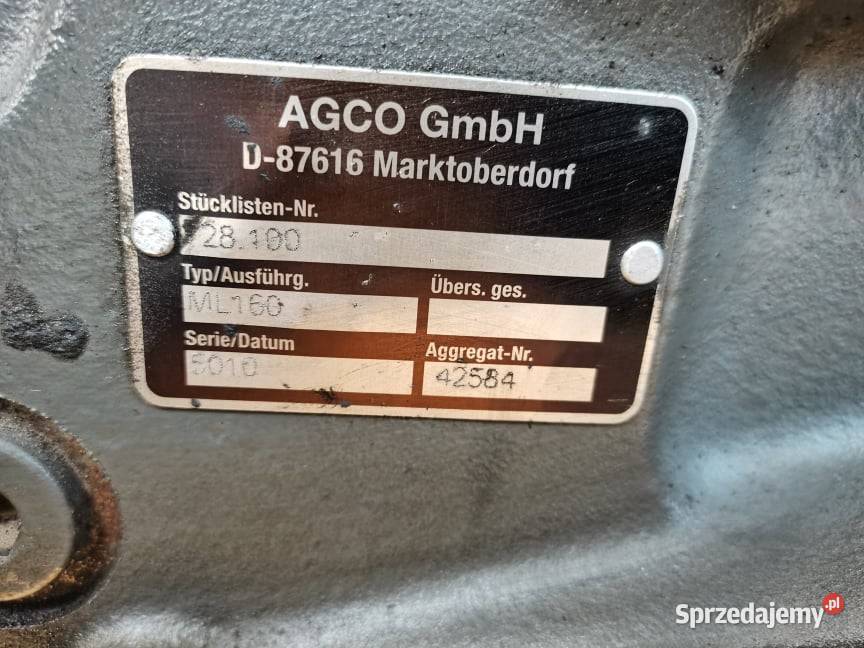 AGCO GmbH
D-87616 Marktoberdorf
Stücklisten-Nr.
728.100
Typ/Ausführg.
Übers. ges.
ML160
Serie/Datum
Aggregat-Nr.
5010
42584
Sprzedajemy.pl